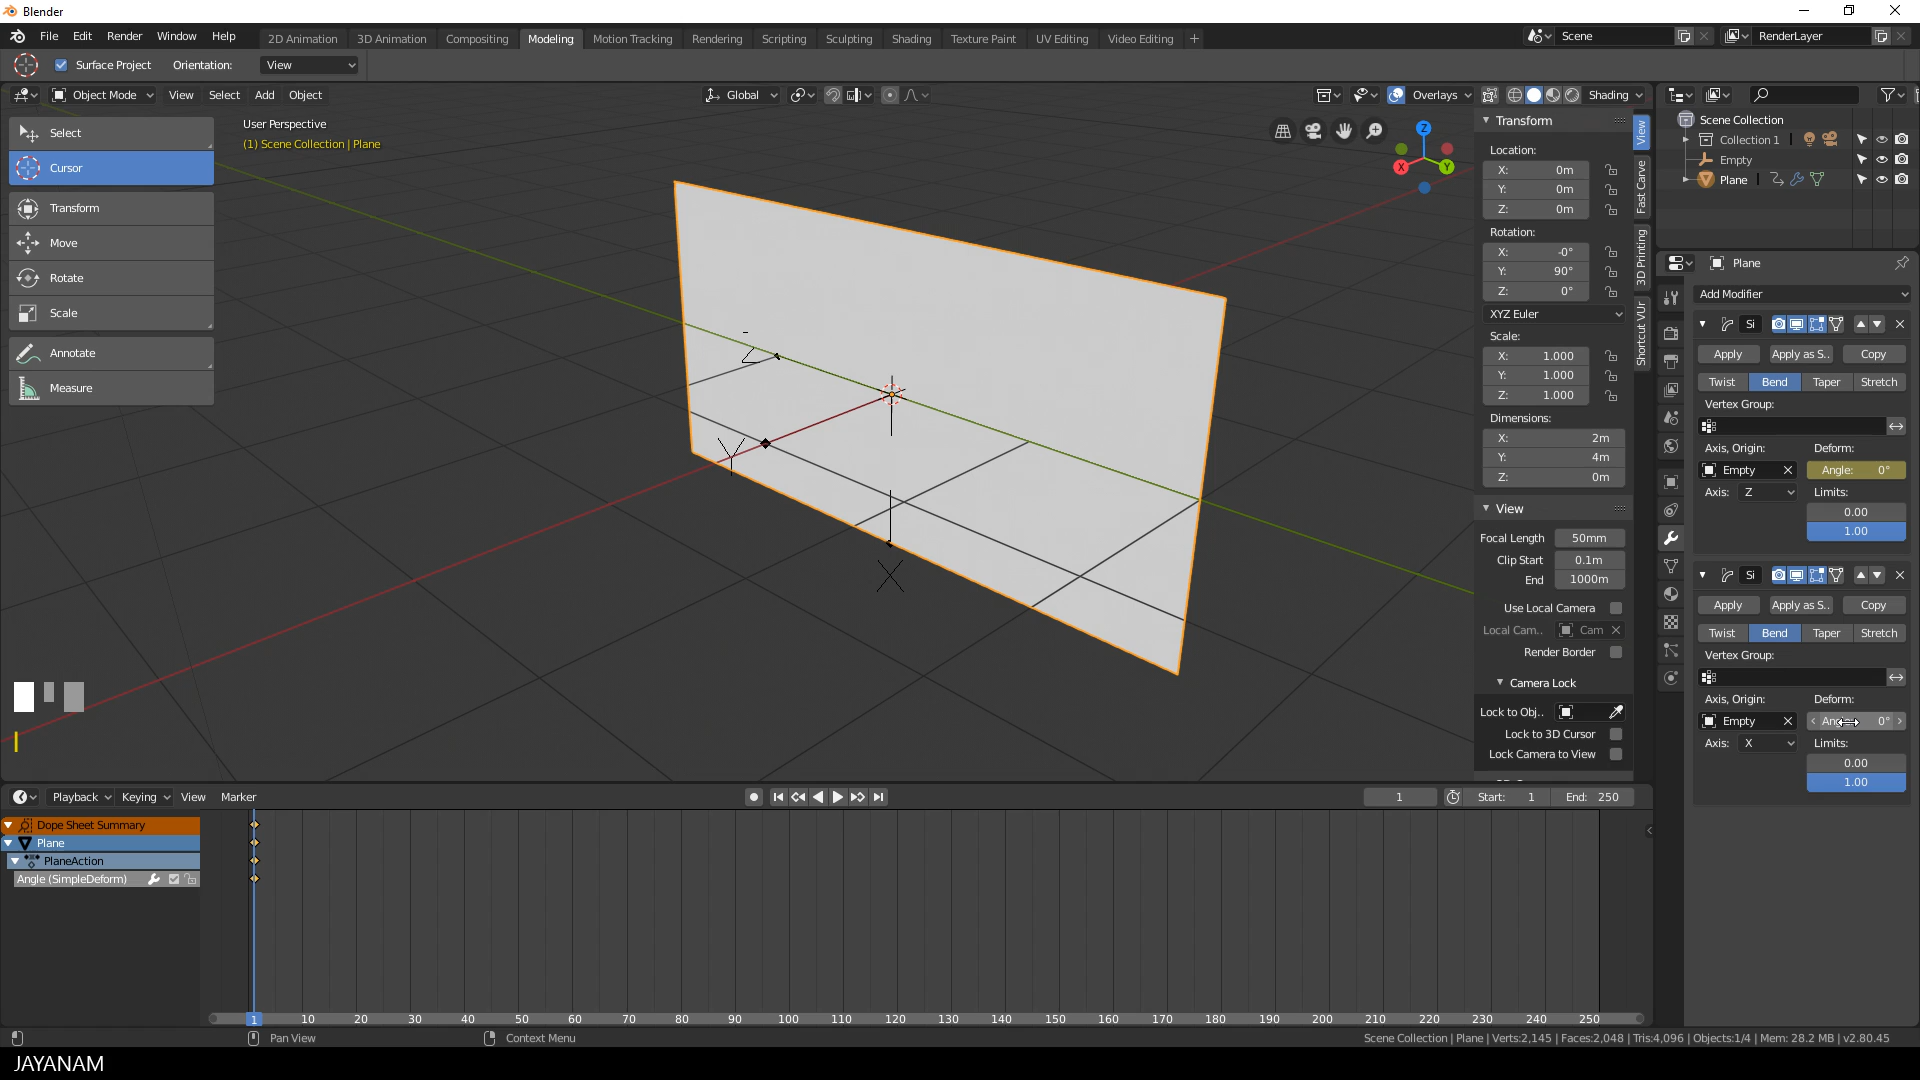 Blender
File Edit Render Window Help 2D Animation 3D Animation Compositing Modeling Motion Tracking Rendering Scripting Sculpting Shading Texture Paint UV Editing Video Editing + Scene RenderLayer
Surface Project Orientation: View
Object Mode View Select Add Object Global Overlays Shading
Select
Cursor
Transform
Move
Rotate
Scale
Annotate
Measure
User Perspective
(1) Scene Collection | Plane
Z
Y
X
Z
X
Y
Transform
Location:
X: 0m
Y: 0m
Z: 0m
Rotation:
X: -0°
Y: 90°
Z: 0°
XYZ Euler
Scale:
X: 1.000
Y: 1.000
Z: 1.000
Dimensions:
X: 2m
Y: 4m
Z: 0m
View
Focal Length 50mm
Clip Start 0.1m
End 1000m
Use Local Camera
Local Cam.. Cam
Render Border
Camera Lock
Lock to Obj..
Lock to 3D Cursor
Lock Camera to View
View
Fast Carve
3D Printing
Shortcut VUr
Scene Collection
Collection 1
Empty
Plane
Plane
Add Modifier
Si
Apply Apply as S.. Copy
Twist Bend Taper Stretch
Vertex Group:
Axis, Origin: Deform:
Empty Angle: 0°
Axis: Z Limits:
0.00
1.00
Si
Apply Apply as S.. Copy
Twist Bend Taper Stretch
Vertex Group:
Axis, Origin: Deform:
Empty 0°
Axis: X Limits:
0.00
1.00
Playback Keying View Marker 1 Start: 1 End: 250
Dope Sheet Summary
Plane
PlaneAction
Angle (SimpleDeform)
1 10 20 30 40 50 60 70 80 90 100 110 120 130 140 150 160 170 180 190 200 210 220 230 240 250
Pan View Context Menu Scene Collection | Plane | Verts:2,145 | Faces:2,048 | Tris:4,096 | Objects:1/4 | Mem: 28.2 MB | v2.80.45
JAYANAM